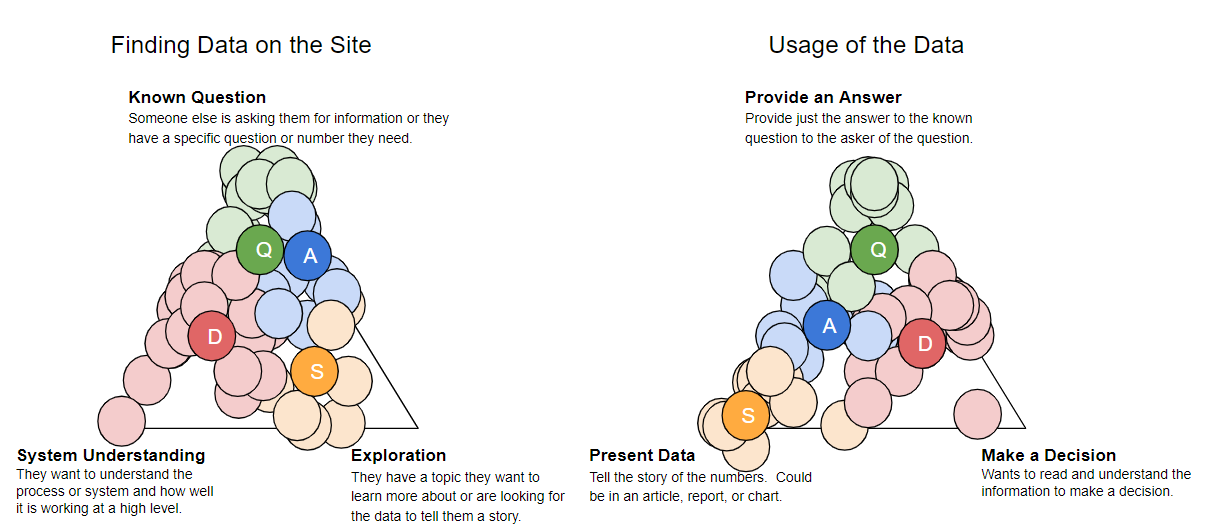 Finding Data on the Site
Known Question
Someone else is asking them for information or they
have a specific question or number they need.
Q
A
D
S
System Understanding
They want to understand the
process or system and how well
it is working at a high level.
Exploration
They have a topic they want to
learn more about or are looking for
the data to tell them a story.
Usage of the Data
Provide an Answer
Provide just the answer to the known
question to the asker of the question.
Q
A
D
S
Present Data
Tell the story of the numbers.  Could
be in an article, report, or chart.
Make a Decision
Wants to read and understand the
information to make a decision.